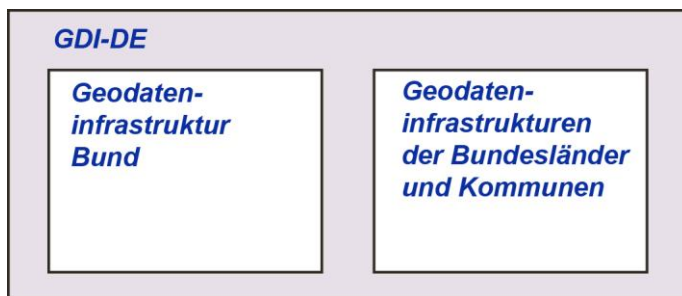 GDI-DE
Geodaten-
infrastruktur
Bund
Geodaten-
infrastrukturen
der Bundesländer
und Kommunen